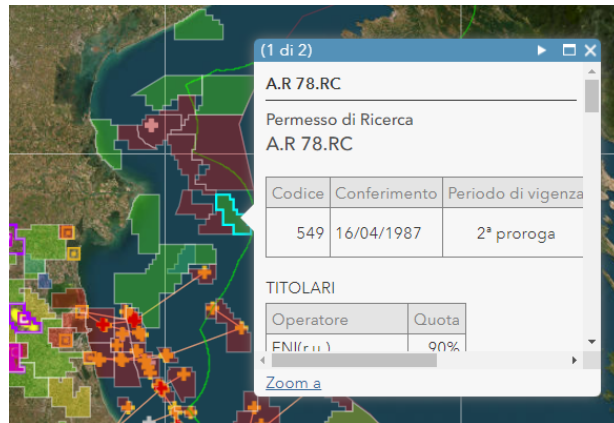 (1 di 2)
A.R 78.RC
Permesso di Ricerca
A.R 78.RC
Codice Conferimento Periodo di vigenza
549 16/04/1987 2ª proroga
TITOLARI
Operatore Quota
ENI(r.u.) 90%
Zoom a